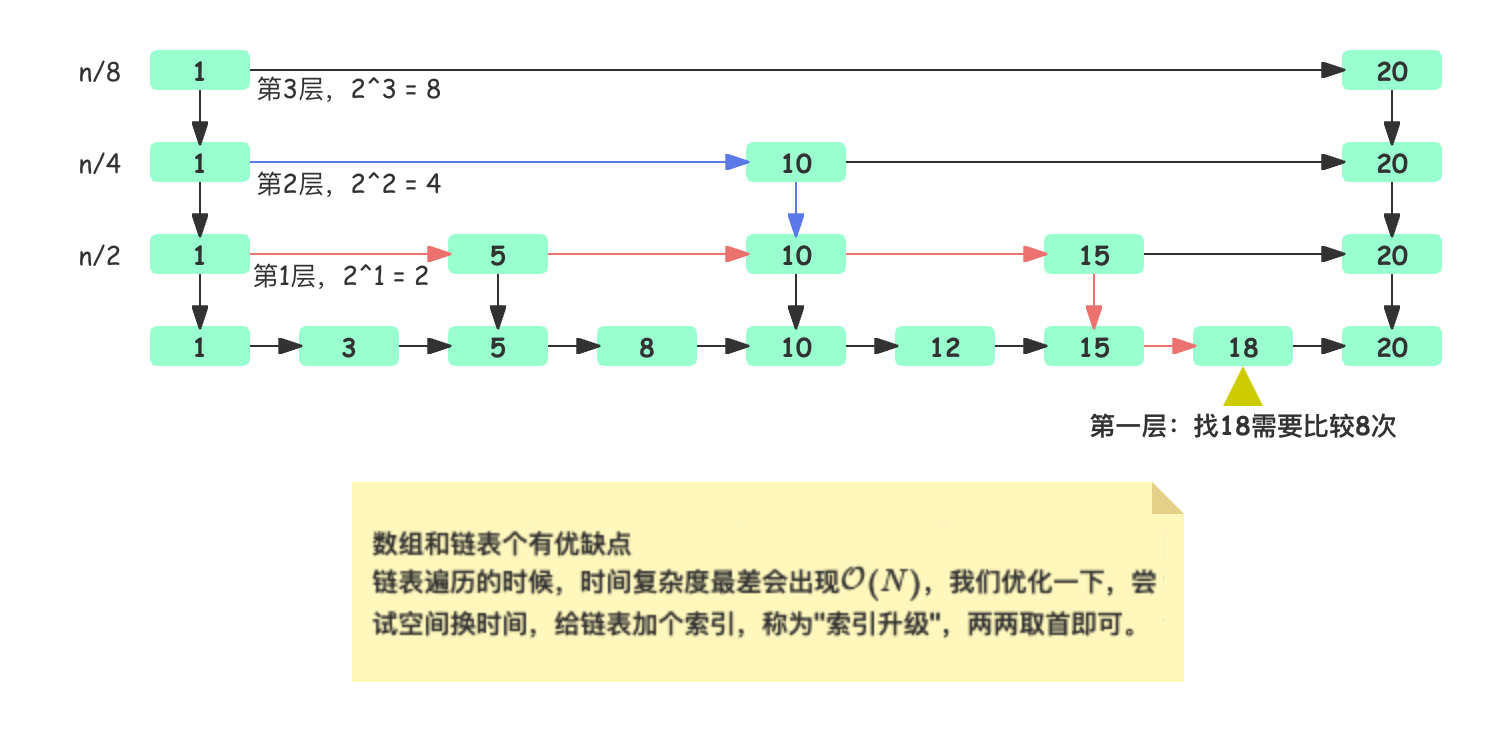 n/8 1 20
第3层，2^3 = 8
n/4 1 10 20
第2层，2^2 = 4
n/2 1 5 10 15 20
第1层，2^1 = 2
1 3 5 8 10 12 15 18 20
第一层：找18需要比较8次
数组和链表个有优缺点
链表遍历的时候，时间复杂度最差会出现O(N)，我们优化一下，尝
试空间换时间，给链表加个索引，称为"索引升级"，两两取首即可。